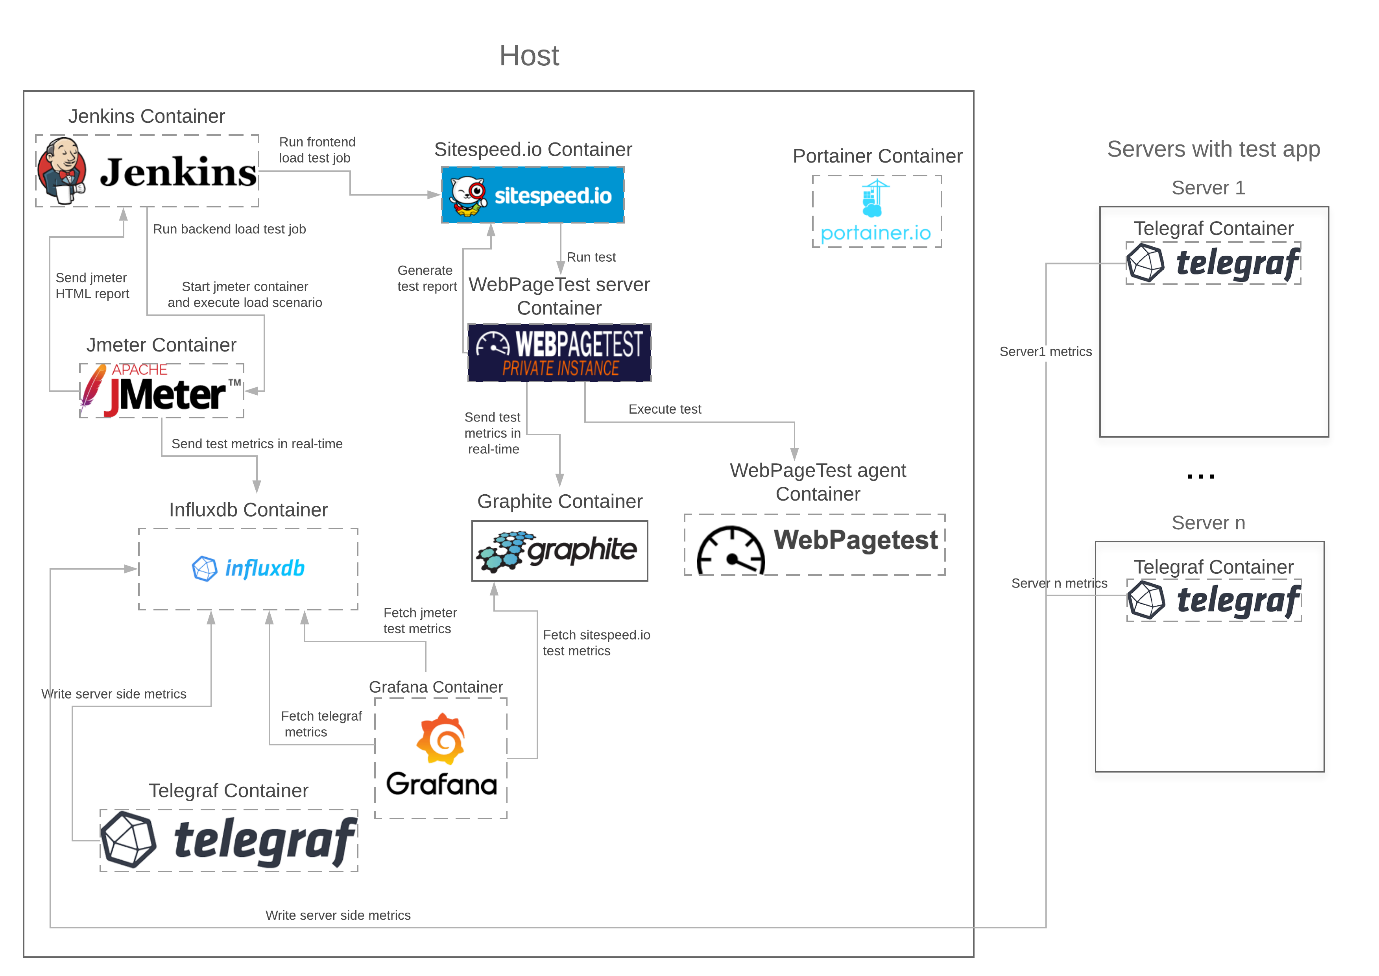 Host
Jenkins Container
Jenkins
Run frontend
load test job
Sitespeed.io Container
sitespeed.io
Portainer Container
portainer.io
Servers with test app
Server 1
Telegraf Container
telegraf
Run backend load test job
Send jmeter
HTML report
Start jmeter container
and execute load scenario
Generate
test report
Run test
WebPageTest server
Container
WEBPAGETEST
PRIVATE INSTANCE
Jmeter Container
APACHE
JMeter™
Server1 metrics
Send test metrics in real-time
Send test
metrics in
real-time
Execute test
WebPageTest agent
Container
WebPagetest
...
Influxdb Container
influxdb
Graphite Container
graphite
Server n
Telegraf Container
telegraf
Server n metrics
Fetch jmeter
test metrics
Fetch sitespeed.io
test metrics
Write server side metrics
Grafana Container
Grafana
Fetch telegraf
metrics
Telegraf Container
telegraf
Write server side metrics